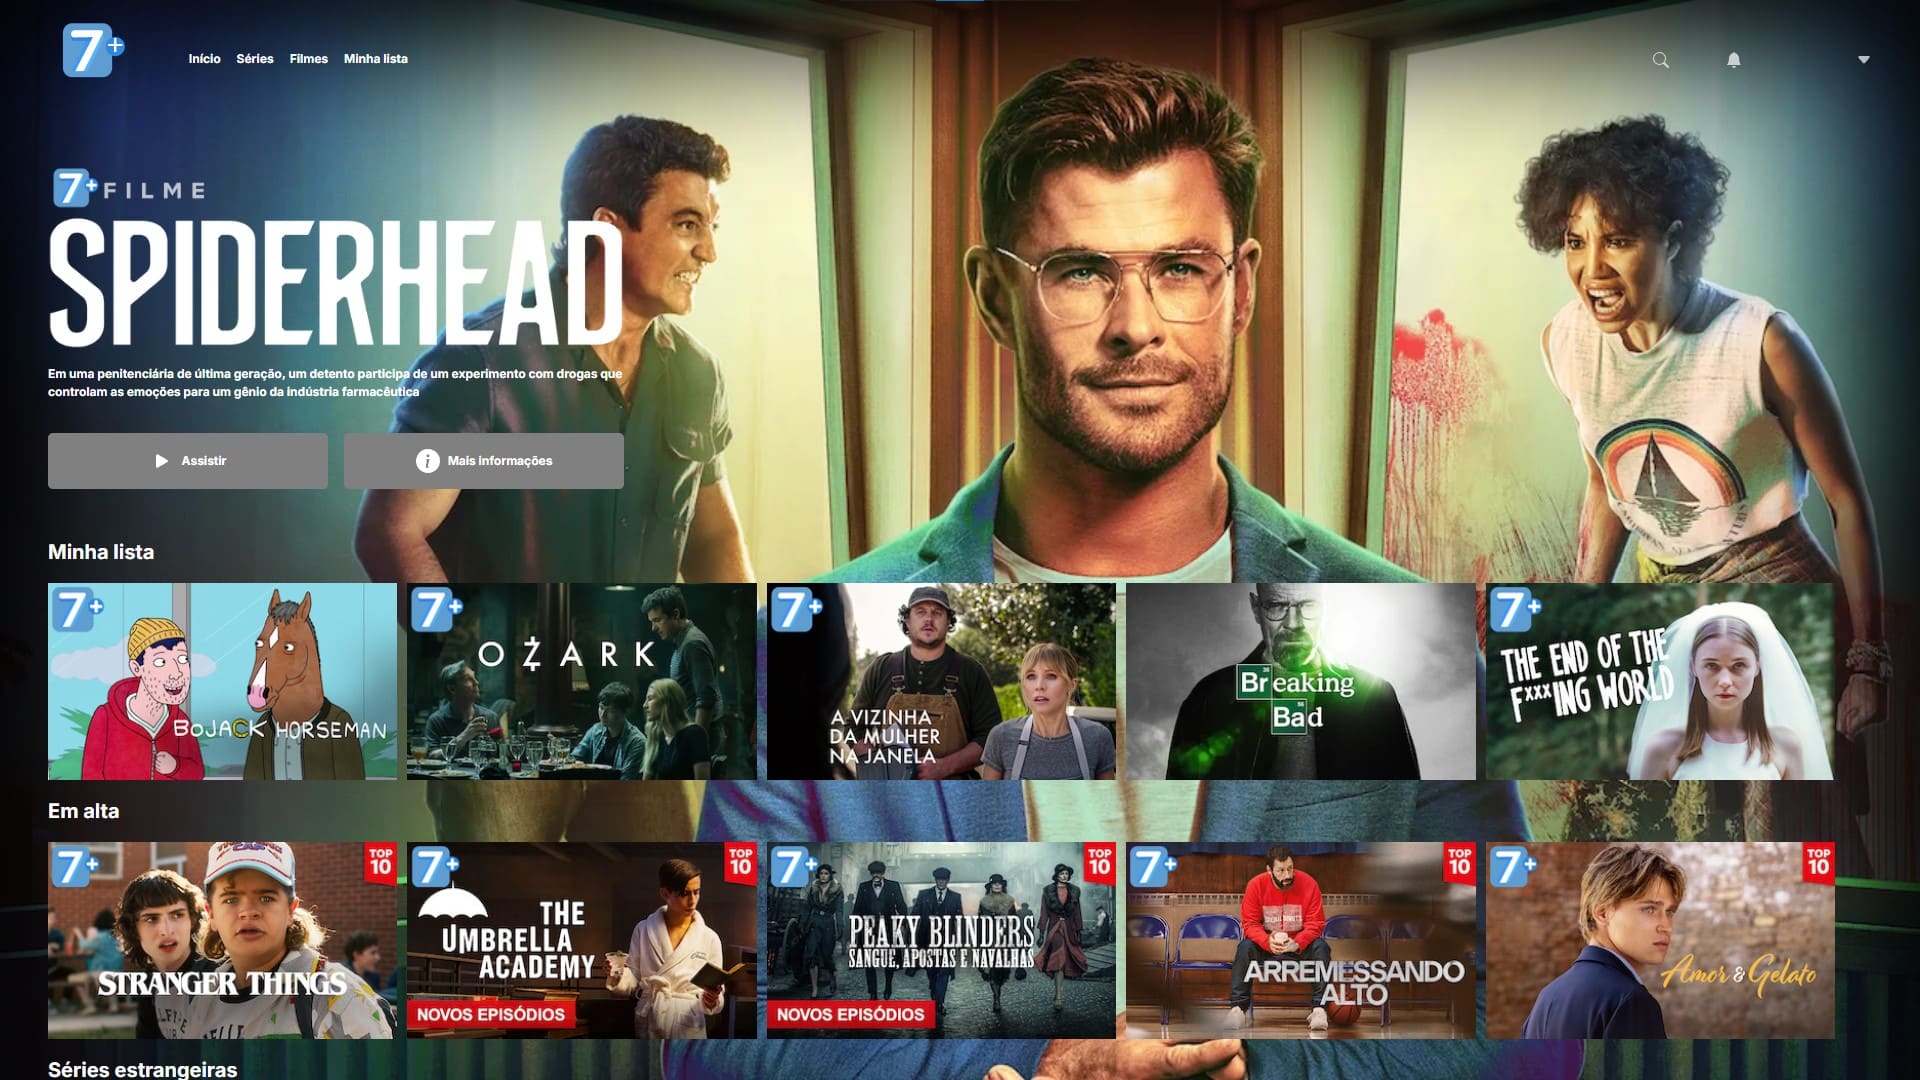 7+
Início Séries Filmes Minha lista
7+ FILME
SPIDERHEAD
Em uma penitenciária de última geração, um detento participa de um experimento com drogas que
controlam as emoções para um gênio da indústria farmacêutica
Assistir
i Mais informações
Minha lista
7+
BOJACK HORSEMAN
7+
OZARK
7+
A VIZINHA
DA MULHER
NA JANELA
Breaking
Bad
7+
THE END OF THE
FXXXING WORLD
Em alta
7+
TOP
10
STRANGER THINGS
7+
TOP
10
THE
UMBRELLA
ACADEMY
NOVOS EPISÓDIOS
7+
TOP
10
PEAKY BLINDERS
SANGUE, APOSTAS E NAVALHAS
NOVOS EPISÓDIOS
7+
TOP
10
ARREMESSANDO
ALTO
7+
TOP
10
Amor & Gelato
Séries estrangeiras